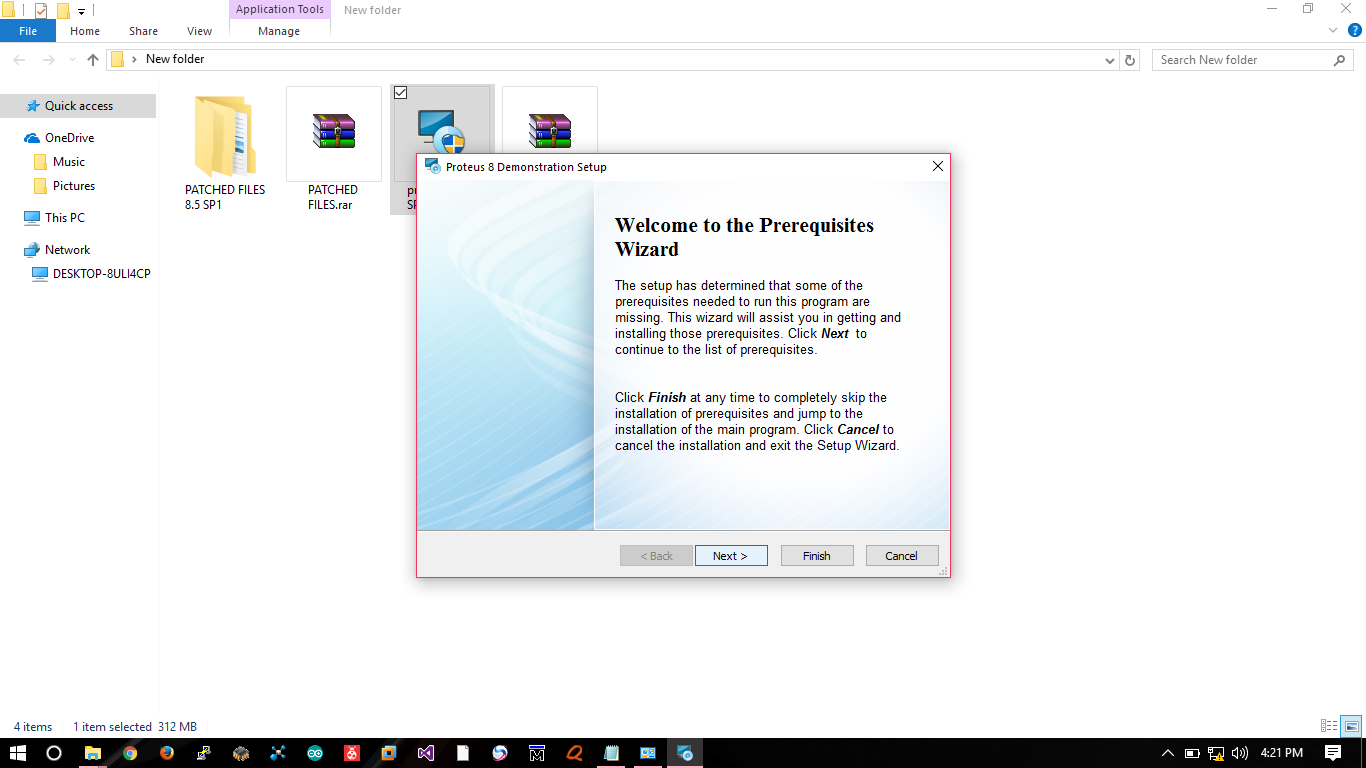 Application Tools
New folder
File
Home
Share
View
Manage
New folder
Search New folder
Quick access
OneDrive
Music
Pictures
This PC
Network
DESKTOP-8ULI4CP
PATCHED FILES
8.5 SP1
PATCHED
FILES.rar
Proteus 8 Demonstration Setup
Welcome to the Prerequisites
Wizard
The setup has determined that some of the
prerequisites needed to run this program are
missing. This wizard will assist you in getting and
installing those prerequisites. Click Next to
continue to the list of prerequisites.
Click Finish at any time to completely skip the
installation of prerequisites and jump to the
installation of the main program. Click Cancel to
cancel the installation and exit the Setup Wizard.
< Back
Next >
Finish
Cancel
4 items
1 item selected 312 MB
4:21 PM